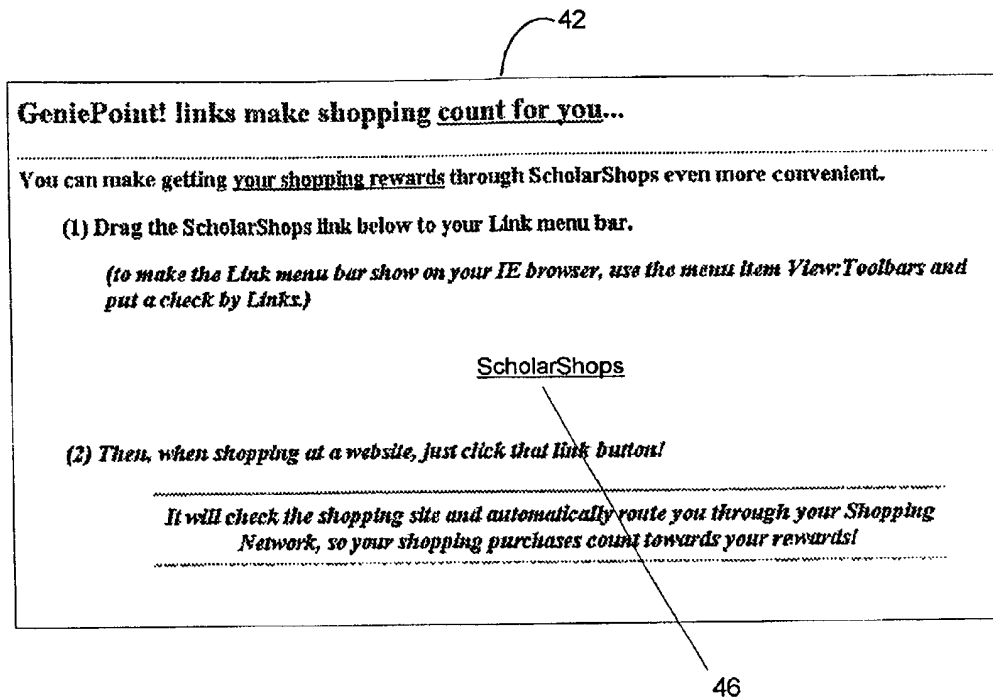 42
GeniePoint! links make shopping count for you...
You can make getting your shopping rewards through ScholarShops even more convenient.
(1) Drag the ScholarShops link below to your Link menu bar.
(to make the Link menu bar show on your IE browser, use the menu item View:Toolbars and
put a check by Links.)
ScholarShops
(2) Then, when shopping at a website, just click that link button!
It will check the shopping site and automatically route you through your Shopping
Network, so your shopping purchases count towards your rewards!
46